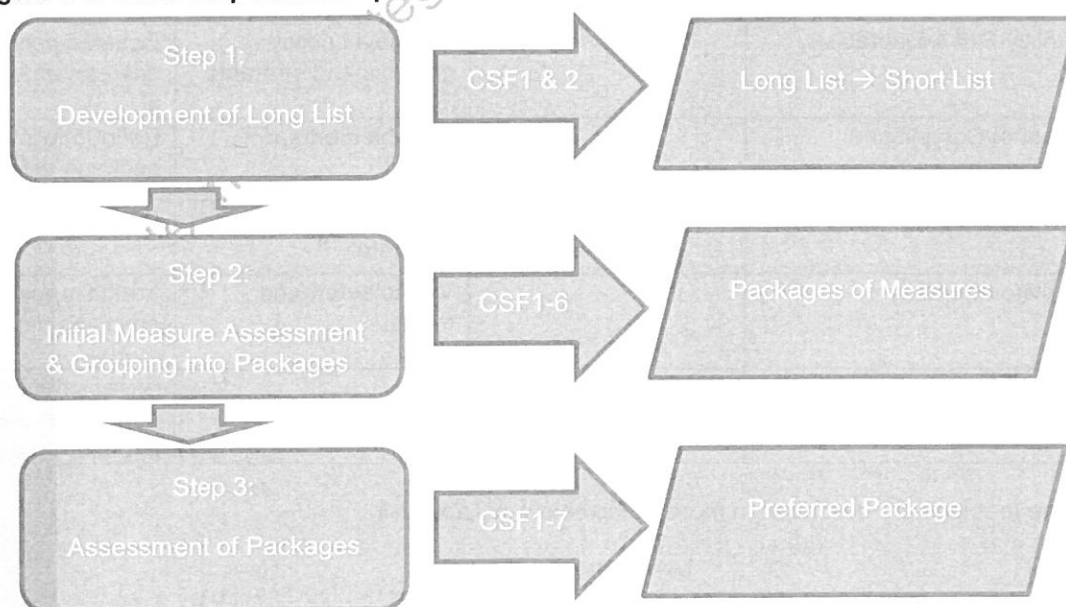 Step 1:
Development of Long List
CSF1 & 2
Long List → Short List
Step 2:
Initial Measure Assessment
& Grouping into Packages
CSF1-6
Packages of Measures
Step 3:
Assessment of Packages
CSF1-7
Preferred Package